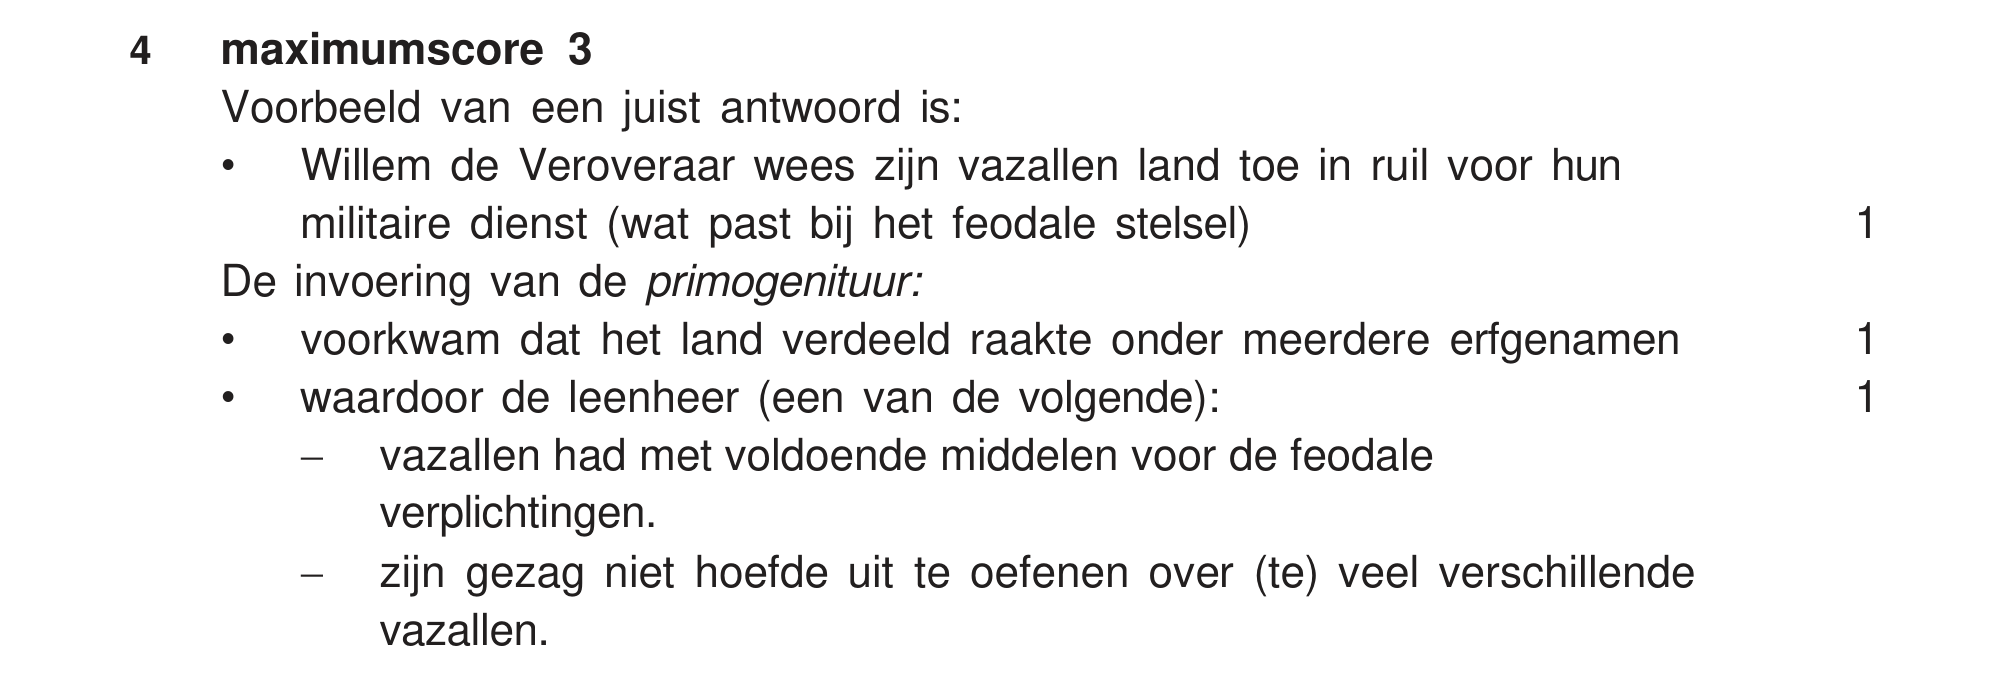 4 maximumscore 3
Voorbeeld van een juist antwoord is:
• Willem de Veroveraar wees zijn vazallen land toe in ruil voor hun
militaire dienst (wat past bij het feodale stelsel) 1
De invoering van de primogenituur:
• voorkwam dat het land verdeeld raakte onder meerdere erfgenamen 1
• waardoor de leenheer (een van de volgende): 1
– vazallen had met voldoende middelen voor de feodale
verplichtingen.
– zijn gezag niet hoefde uit te oefenen over (te) veel verschillende
vazallen.